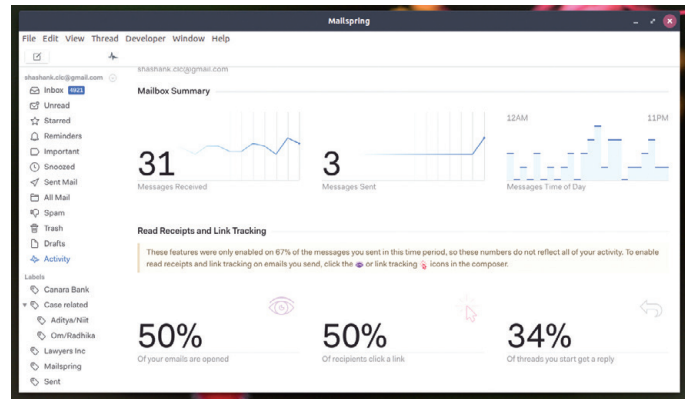 Mailspring
File Edit View Thread Developer Window Help
shashank.cic@gmail.com
Inbox 4921
Unread
Starred
Reminders
Important
Snoozed
Sent Mail
All Mail
Spam
Trash
Drafts
Activity
Labels
Canara Bank
Case related
Aditya/Niit
Om/Radhika
Lawyers Inc
Mailspring
Sent
shashank.cic@gmail.com
Mailbox Summary
31
Messages Received
3
Messages Sent
12AM 11PM
Messages Time of Day
Read Receipts and Link Tracking
These features were only enabled on 67% of the messages you sent in this time period, so these numbers do not reflect all of your activity. To enable
read receipts and link tracking on emails you send, click the or link tracking icons in the composer.
50%
Of your emails are opened
50%
Of recipients click a link
34%
Of threads you start get a reply